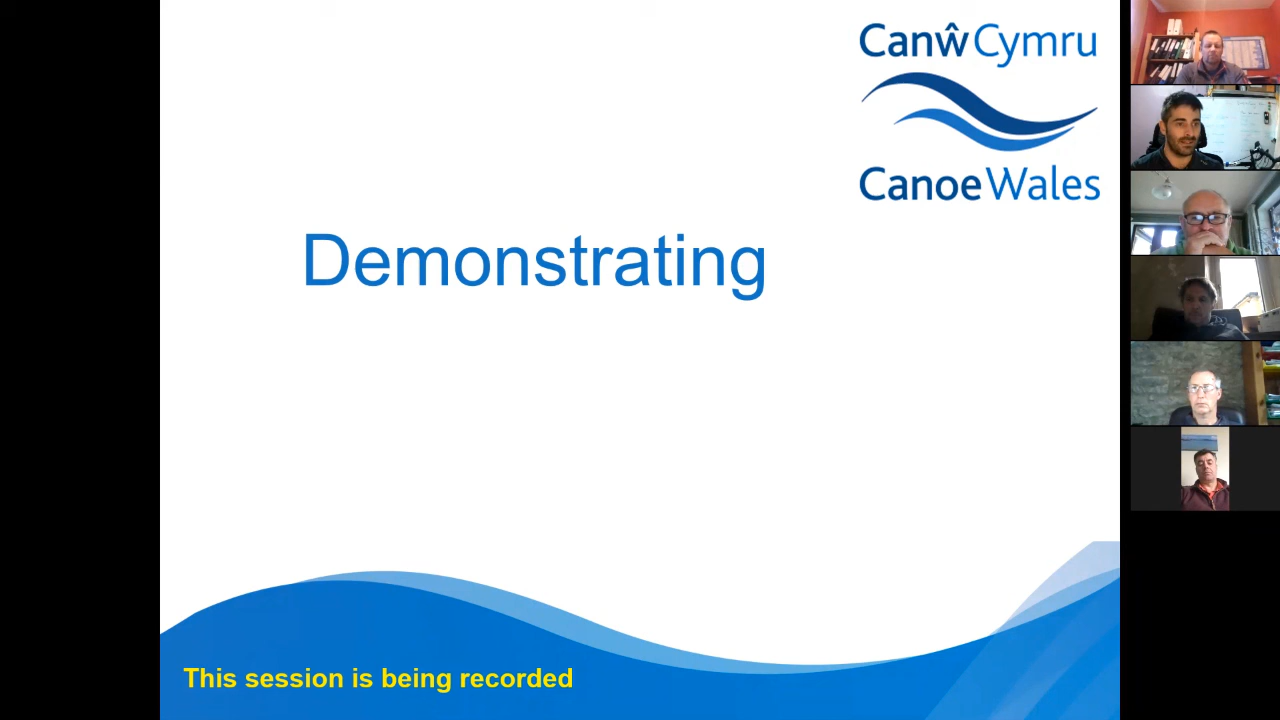 Canŵ Cymru
Canoe Wales
Demonstrating
This session is being recorded